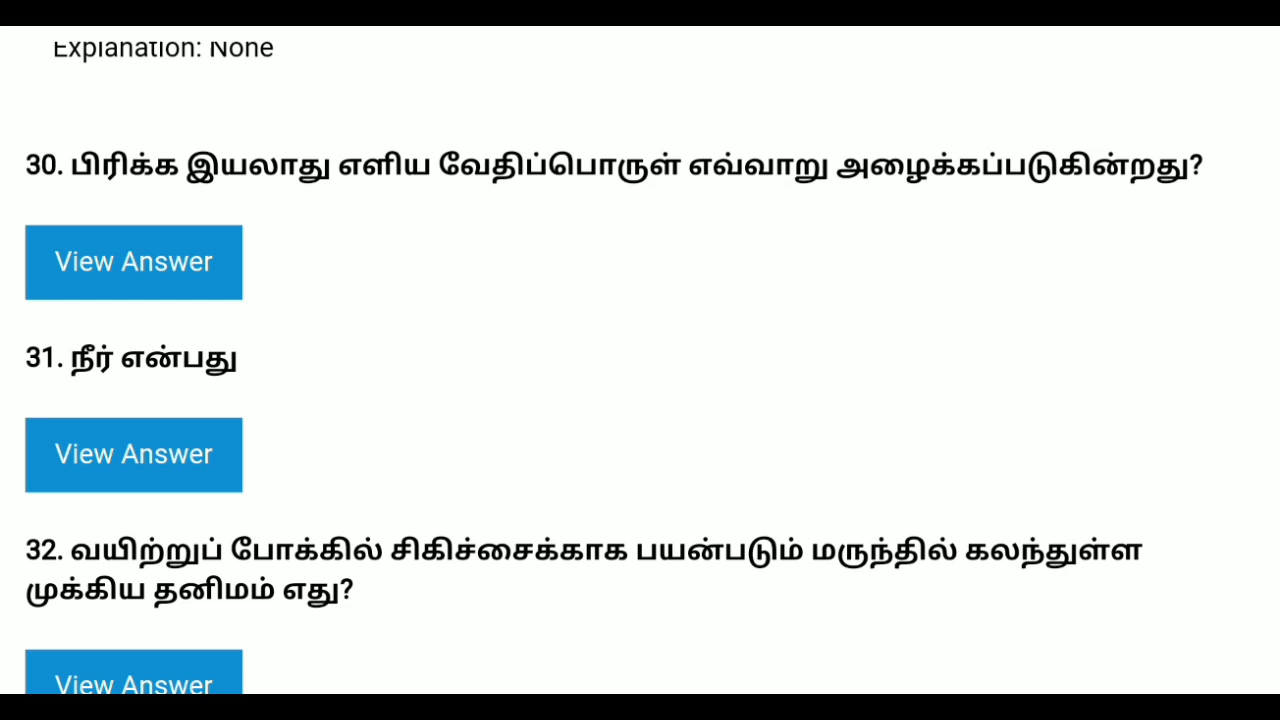 Explanation: None
30. பிரிக்க இயலாது எளிய வேதிப்பொருள் எவ்வாறு அழைக்கப்படுகின்றது?
View Answer
31. நீர் என்பது
View Answer
32. வயிற்றுப் போக்கில் சிகிச்சைக்காக பயன்படும் மருந்தில் கலந்துள்ள
முக்கிய தனிமம் எது?
View Answer